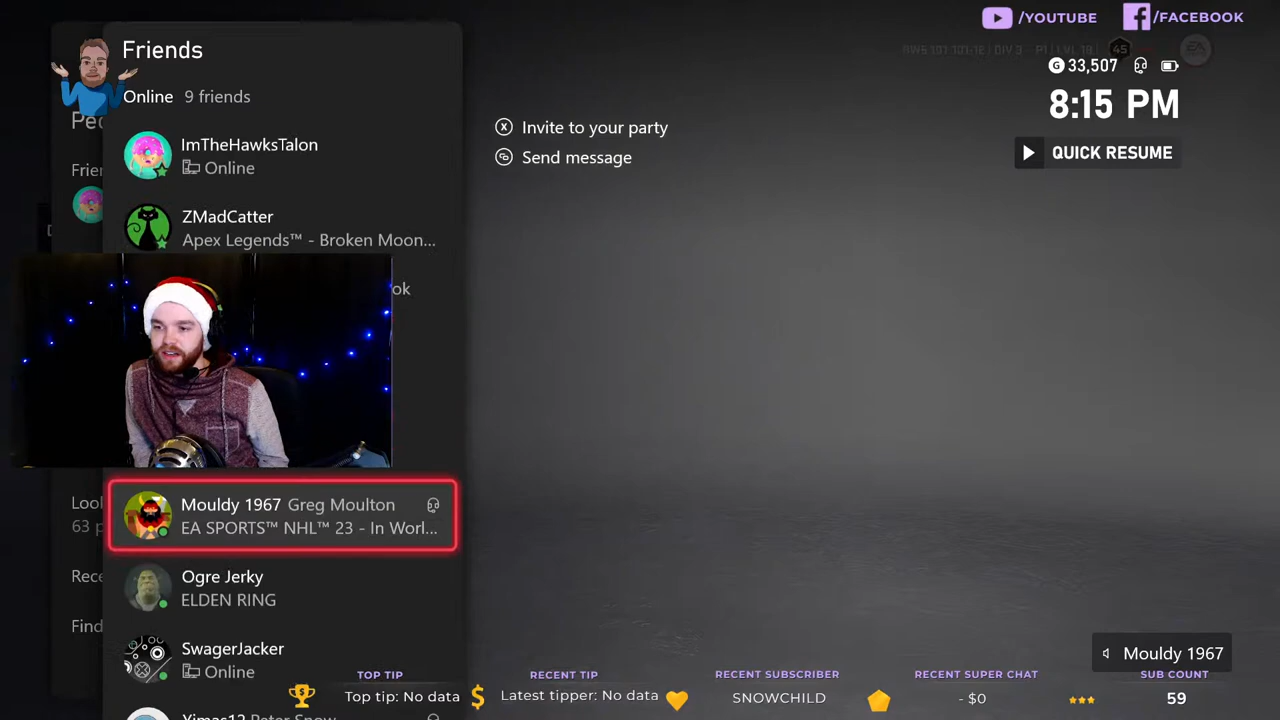 /YOUTUBE
/FACEBOOK
Friends
Online 9 friends
33,507
8:15 PM
QUICK RESUME
45
Invite to your party
Send message
ImTheHawksTalon
Online
ZMadCatter
Apex Legends™ - Broken Moon...
ok
Mouldy 1967 Greg Moulton
EA SPORTS™ NHL™ 23 - In Worl...
Ogre Jerky
ELDEN RING
SwagerJacker
Online
Mouldy 1967
TOP TIP
Top tip: No data
RECENT TIP
Latest tipper: No data
RECENT SUBSCRIBER
SNOWCHILD
RECENT SUPER CHAT
- $0
SUB COUNT
59